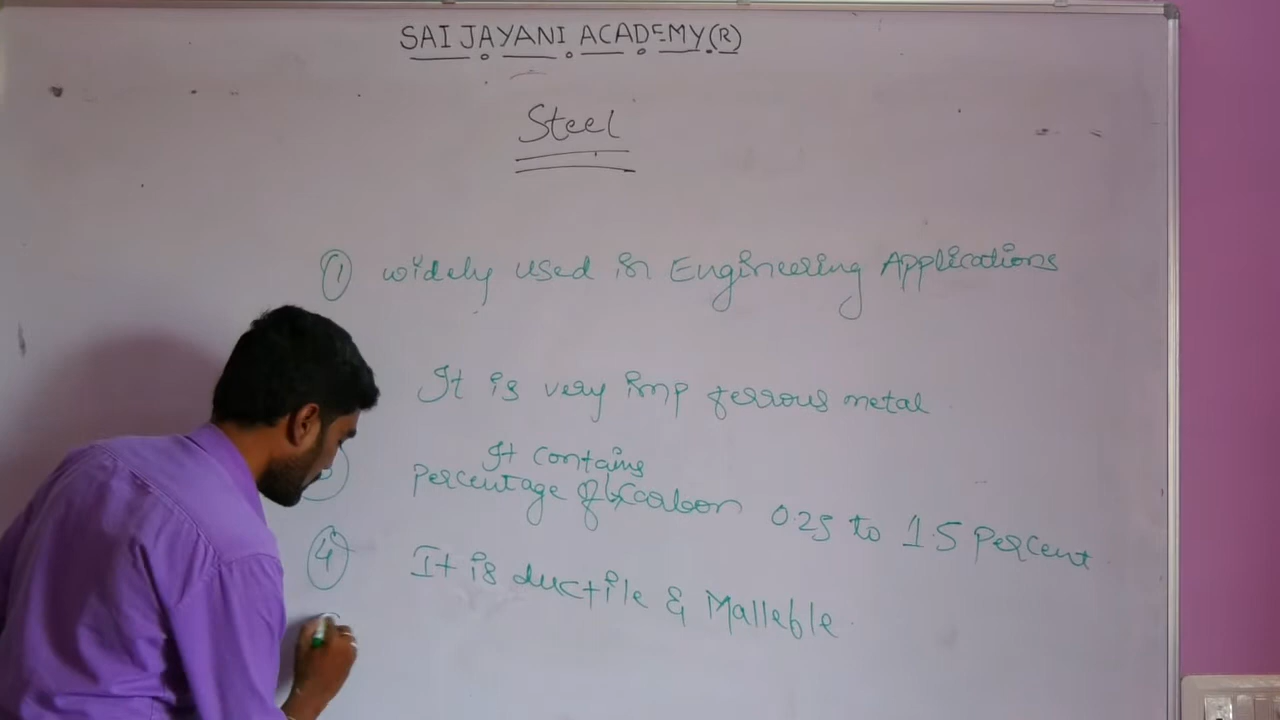 SAI JAYANI ACADEMY(R)
Steel
① widely used in Engineering Applications
It is very imp ferrous metal
It contains
percentage of carbon 0.25 to 1.5 Percent
④ It is ductile & Malleble